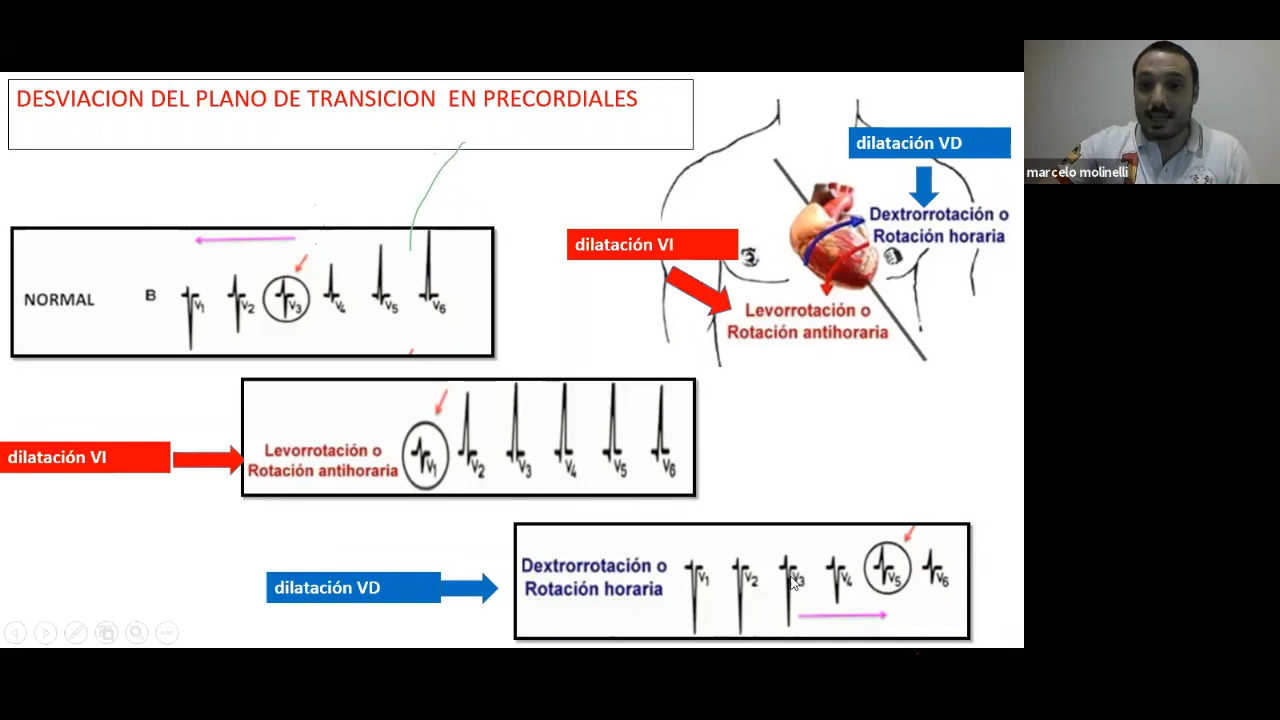 DESVIACION DEL PLANO DE TRANSICION EN PRECORDIALES
dilatación VD
marcelo molinelli
Dextrorrotación o
Rotación horaria
dilatación VI
Levorrotación o
Rotación antihoraria
NORMAL
B
V1 V2 V3 V4 V5 V6
dilatación VI
Levorrotación o
Rotación antihoraria
V1 V2 V3 V4 V5 V6
dilatación VD
Dextrorrotación o
Rotación horaria
V1 V2 V3 V4 V5 V6